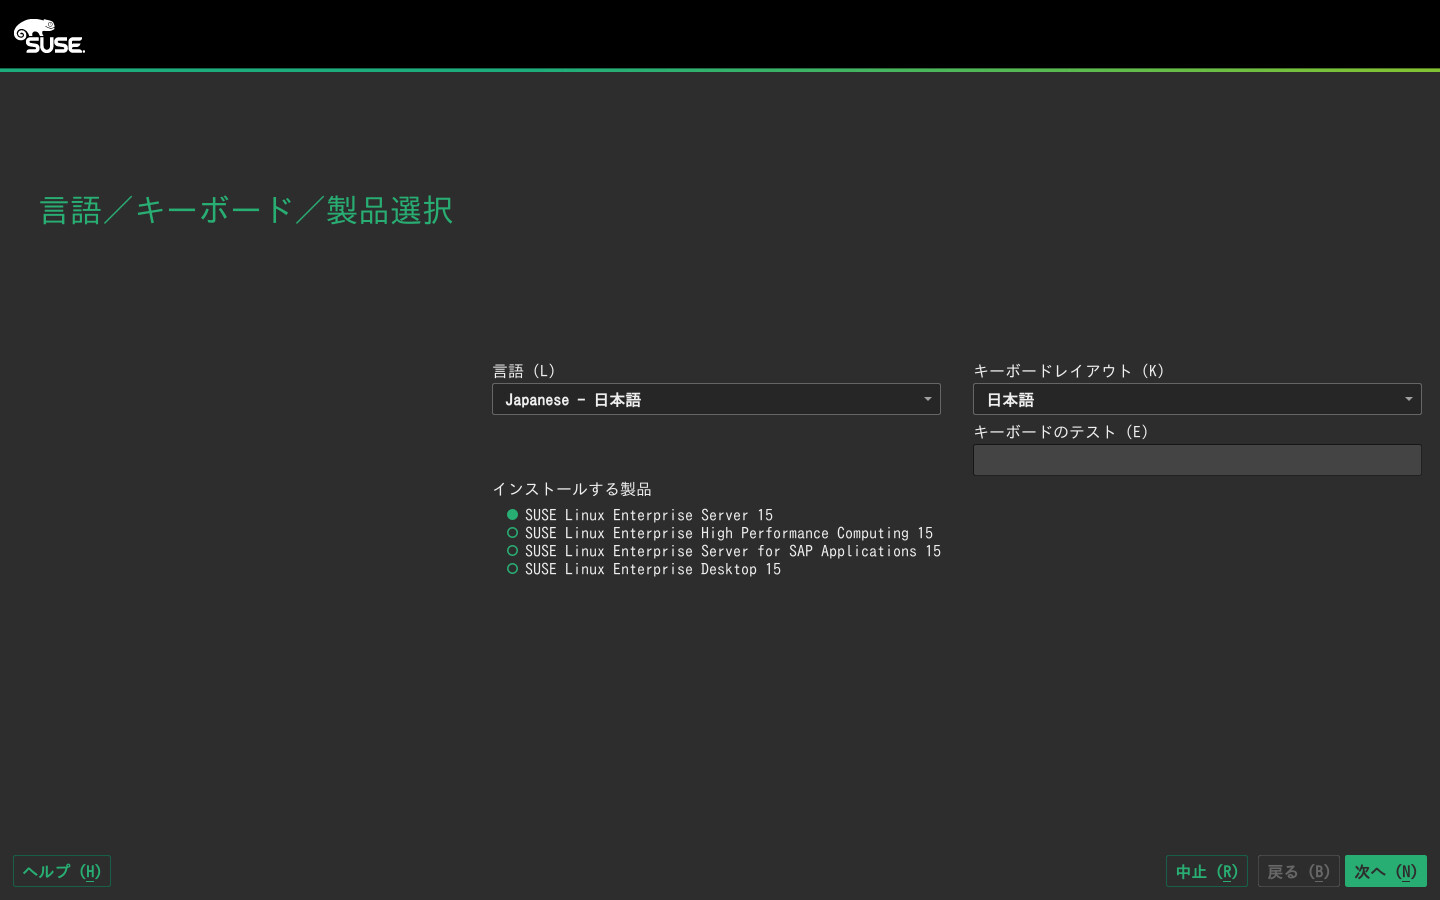 SUSE
言語／キーボード／製品選択
言語 (L)
キーボードレイアウト (K)
Japanese - 日本語
日本語
キーボードのテスト (E)
インストールする製品
SUSE Linux Enterprise Server 15
SUSE Linux Enterprise High Performance Computing 15
SUSE Linux Enterprise Server for SAP Applications 15
SUSE Linux Enterprise Desktop 15
ヘルプ (H)
中止 (R)
戻る (B)
次へ (N)